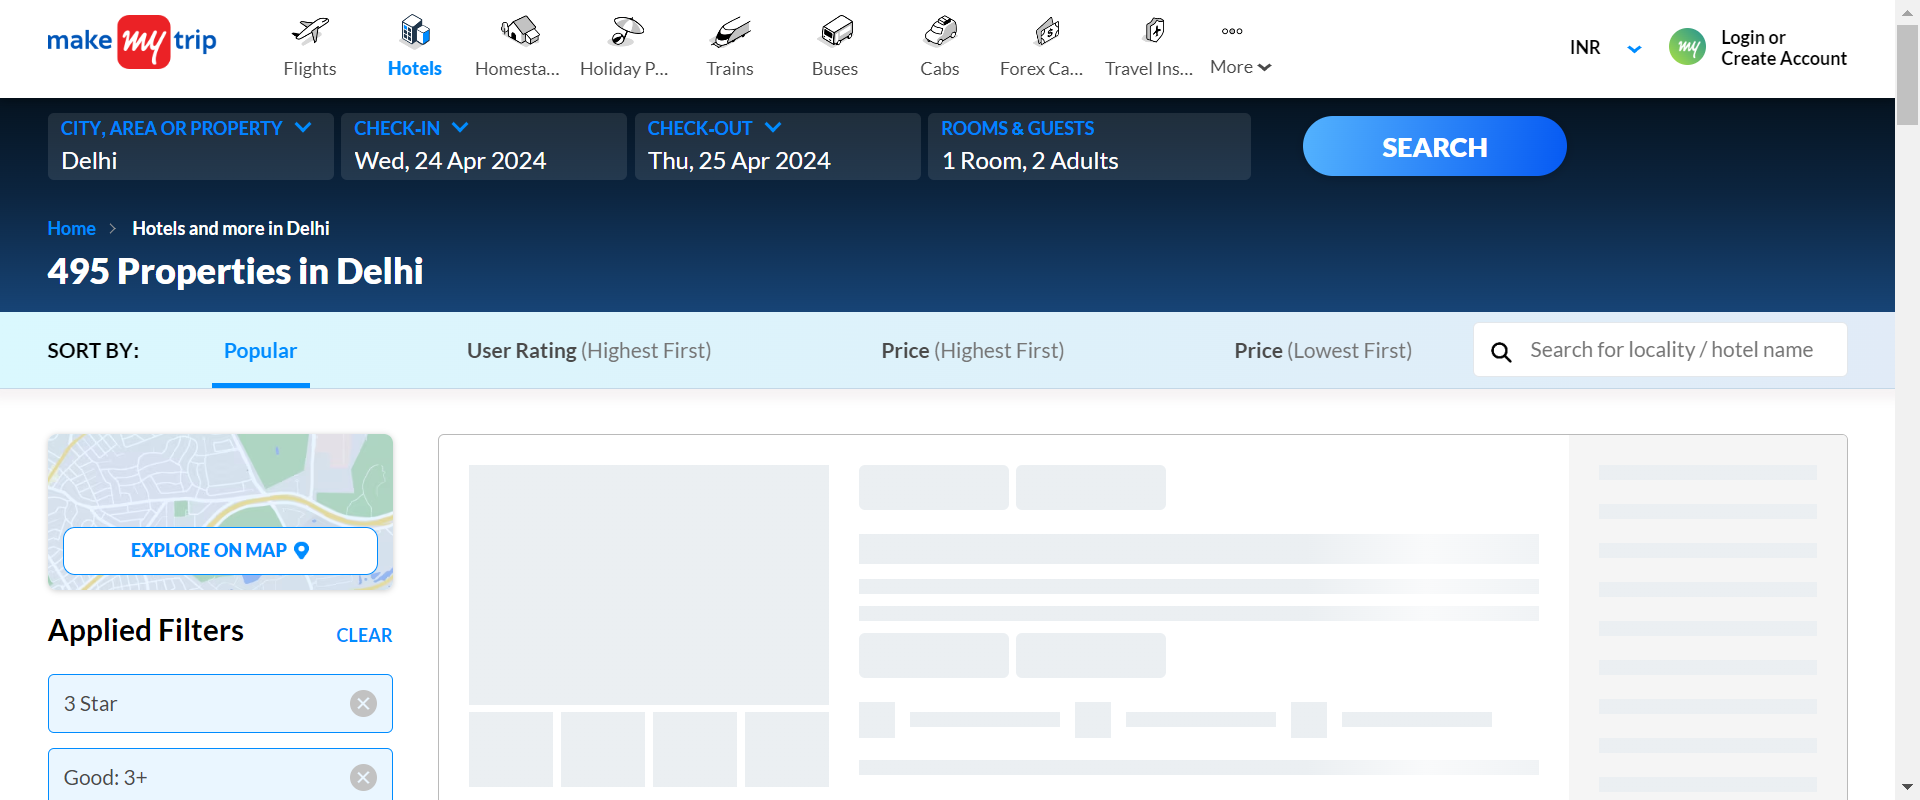 make my trip
Flights
Hotels
Homesta...
Holiday P...
Trains
Buses
Cabs
Forex Ca...
Travel Ins...
More
INR
my
Login or
Create Account
CITY, AREA OR PROPERTY
Delhi
CHECK-IN
Wed, 24 Apr 2024
CHECK-OUT
Thu, 25 Apr 2024
ROOMS & GUESTS
1 Room, 2 Adults
SEARCH
Home > Hotels and more in Delhi
495 Properties in Delhi
SORT BY:
Popular
User Rating (Highest First)
Price (Highest First)
Price (Lowest First)
Search for locality / hotel name
EXPLORE ON MAP
Applied Filters
CLEAR
3 Star
Good: 3+